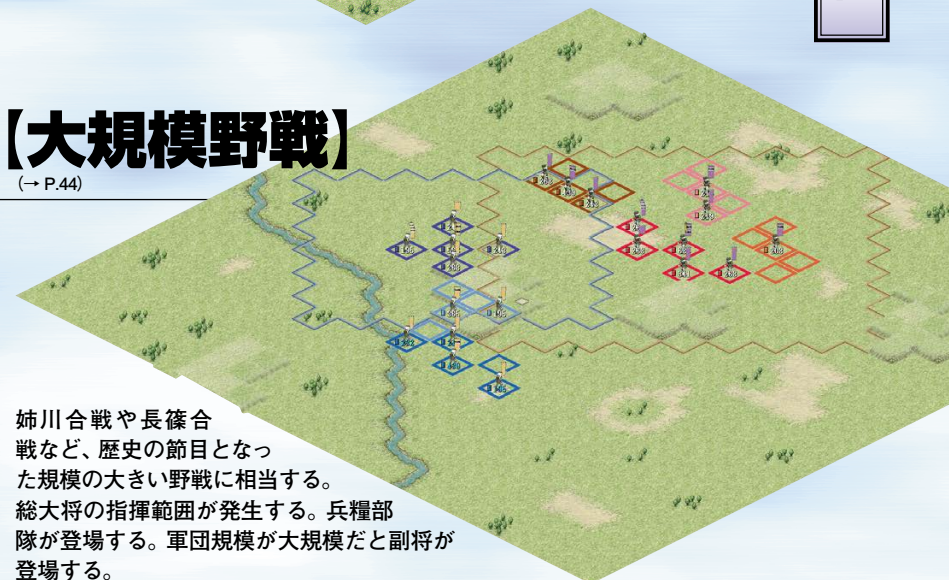 【大規模野戦】
(→ P.44)
姉川合戦や長篠合
戦など、歴史の節目となっ
た規模の大きい野戦に相当する。
総大将の指揮範囲が発生する。兵糧部
隊が登場する。軍団規模が大規模だと副将が
登場する。